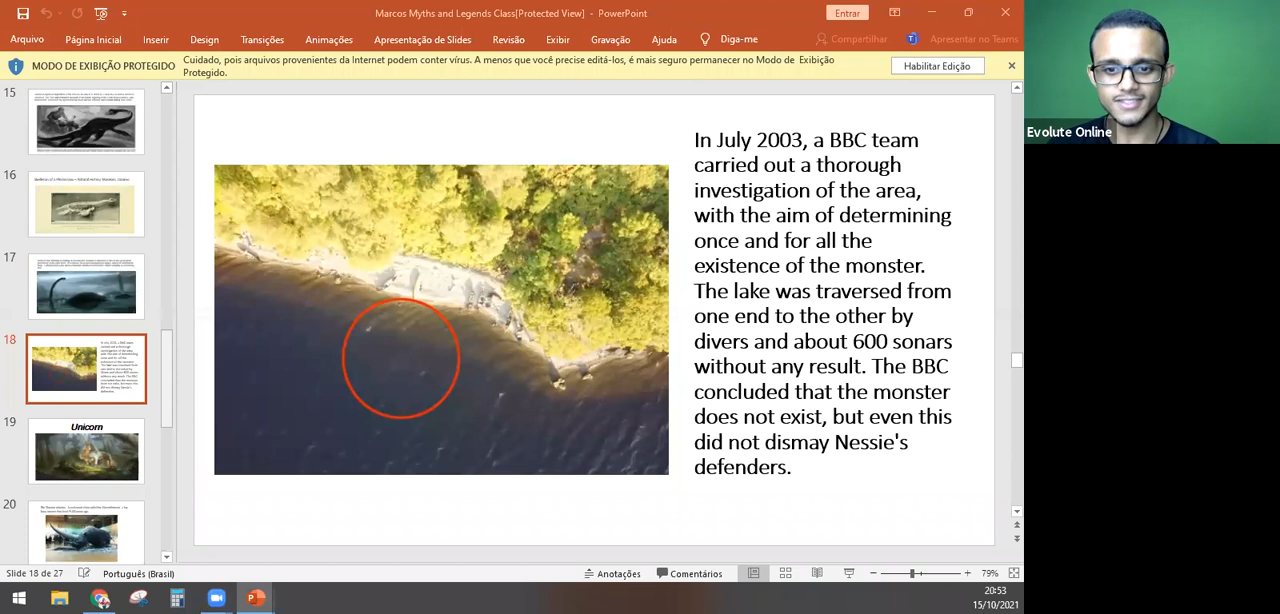 Marcos Myths and Legends Class[Protected View] - PowerPoint
Entrar
Arquivo Página Inicial Inserir Design Transições Animações Apresentação de Slides Revisão Exibir Gravação Ajuda Diga-me Compartilhar Apresentar no Teams
MODO DE EXIBIÇÃO PROTEGIDO Cuidado, pois arquivos provenientes da Internet podem conter vírus. A menos que você precise editá-los, é mais seguro permanecer no Modo de Exibição
Protegido.
Habilitar Edição
15
16
17
18
19
Unicorn
20
In July 2003, a BBC team
carried out a thorough
investigation of the area,
with the aim of determining
once and for all the
existence of the monster.
The lake was traversed from
one end to the other by
divers and about 600 sonars
without any result. The BBC
concluded that the monster
does not exist, but even this
did not dismay Nessie's
defenders.
Evolute Online
Slide 18 de 27 Português (Brasil) Anotações Comentários 79%
20:53
15/10/2021